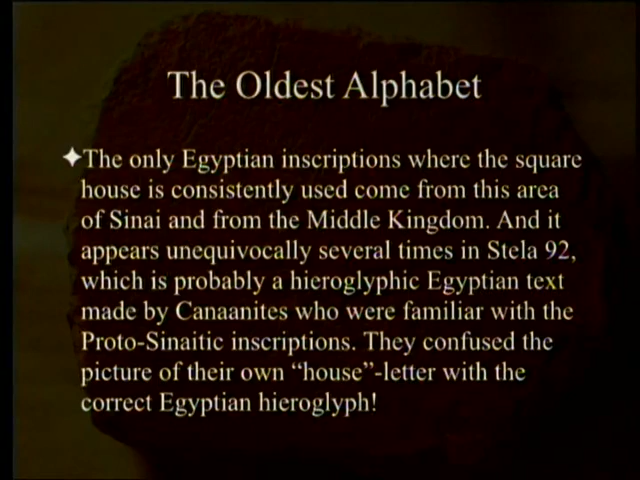 The Oldest Alphabet
✦The only Egyptian inscriptions where the square
house is consistently used come from this area
of Sinai and from the Middle Kingdom. And it
appears unequivocally several times in Stela 92,
which is probably a hieroglyphic Egyptian text
made by Canaanites who were familiar with the
Proto-Sinaitic inscriptions. They confused the
picture of their own “house”-letter with the
correct Egyptian hieroglyph!